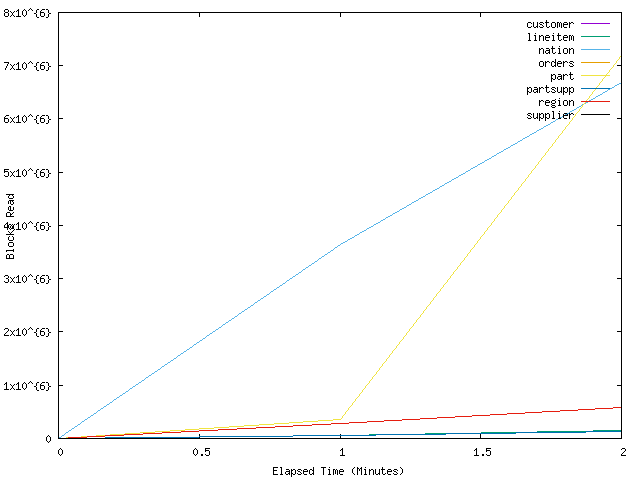 8x10^{6}
7x10^{6}
6x10^{6}
5x10^{6}
4x10^{6}
3x10^{6}
2x10^{6}
1x10^{6}
0
Blocks Read
customer
lineitem
nation
orders
part
partsupp
region
supplier
0 0.5 1 1.5 2
Elapsed Time (Minutes)